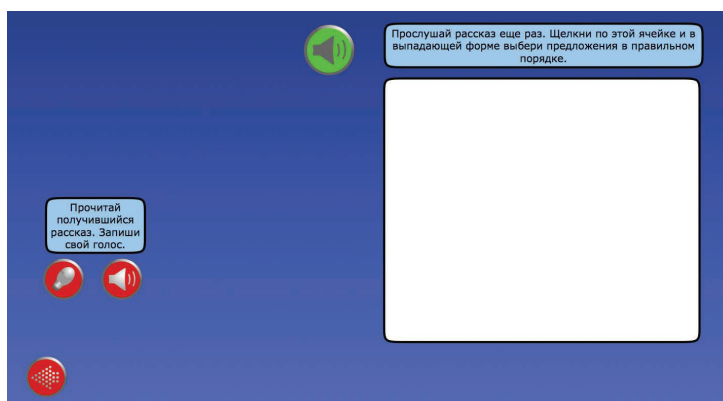 Прослушай рассказ еще раз. Щелкни по этой ячейке и в
выпадающей форме выбери предложения в правильном
порядке.
Прочитай
получившийся
рассказ. Запиши
свой голос.